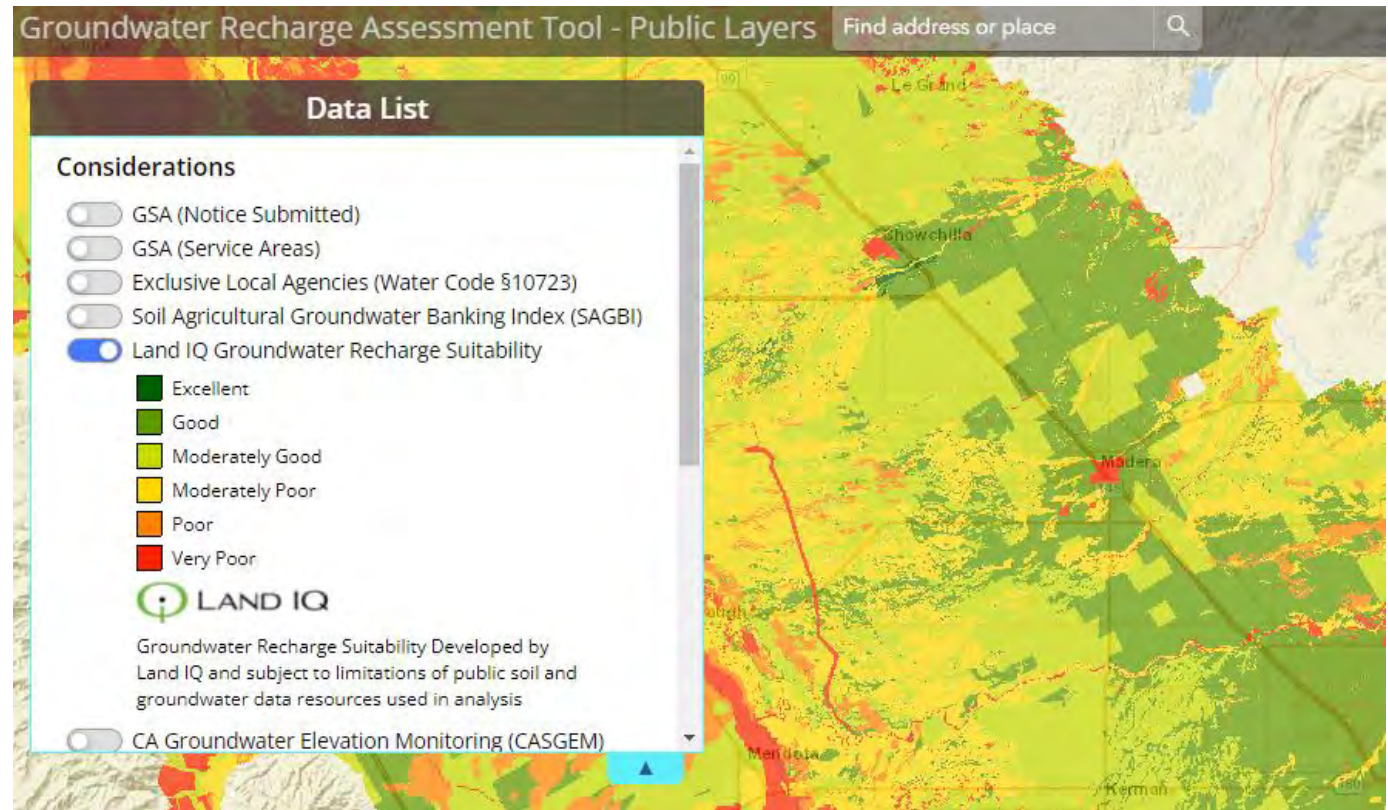 Groundwater Recharge Assessment Tool - Public Layers
Find address or place
Data List
Considerations
GSA (Notice Submitted)
GSA (Service Areas)
Exclusive Local Agencies (Water Code §10723)
Soil Agricultural Groundwater Banking Index (SAGBI)
Land IQ Groundwater Recharge Suitability
Excellent
Good
Moderately Good
Moderately Poor
Poor
Very Poor
LAND IQ
Groundwater Recharge Suitability Developed by
Land IQ and subject to limitations of public soil and
groundwater data resources used in analysis
CA Groundwater Elevation Monitoring (CASGEM)
99
Le Grand
Chowchilla
Madera
Mendota
Kerman
180